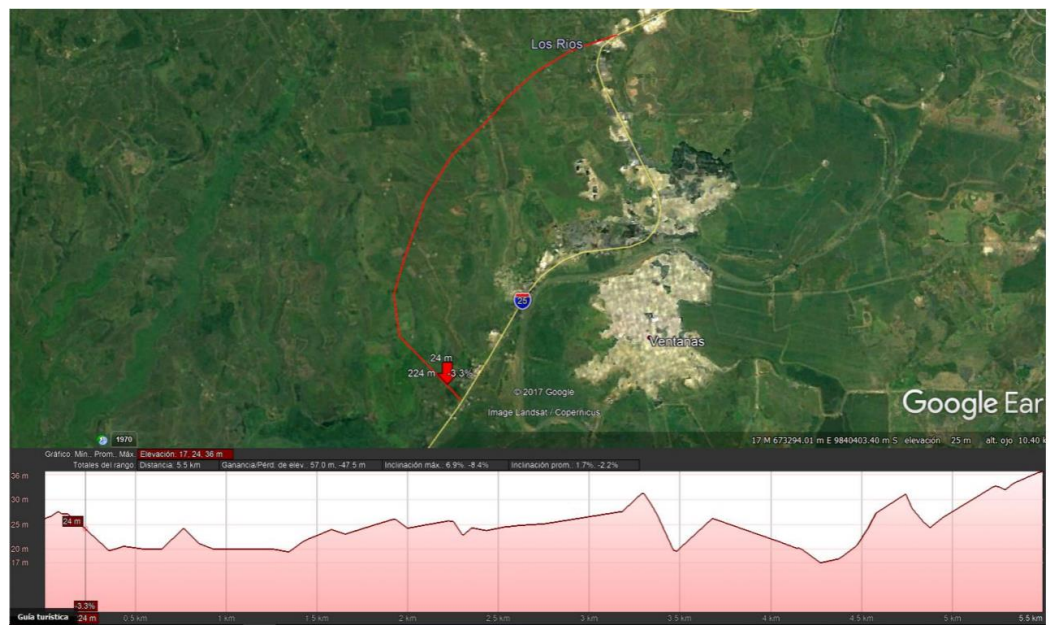 Los Rios
25
Ventanas
24 m
224 m -3.3%
© 2017 Google
Image Landsat / Copernicus
Google Ear
1970
17 M 673294.01 m E 9840403.40 m S elevación 25 m alt. ojo 10.40 k
Gráfico Mín., Prom., Máx. Elevación: 17, 24, 36 m
Totales del rango: Distancia: 5.5 km Ganancia/Pérd. de elev.: 57.0 m, -47.5 m Inclinación máx.: 6.9%, -8.4% Inclinación prom.: 1.7%, -2.2%
36 m
30 m
25 m
20 m
17 m
24 m
-3.3%
Guía turística 24 m 0.5 km 1 km 1.5 km 2 km 2.5 km 3 km 3.5 km 4 km 4.5 km 5 km 5.5 km